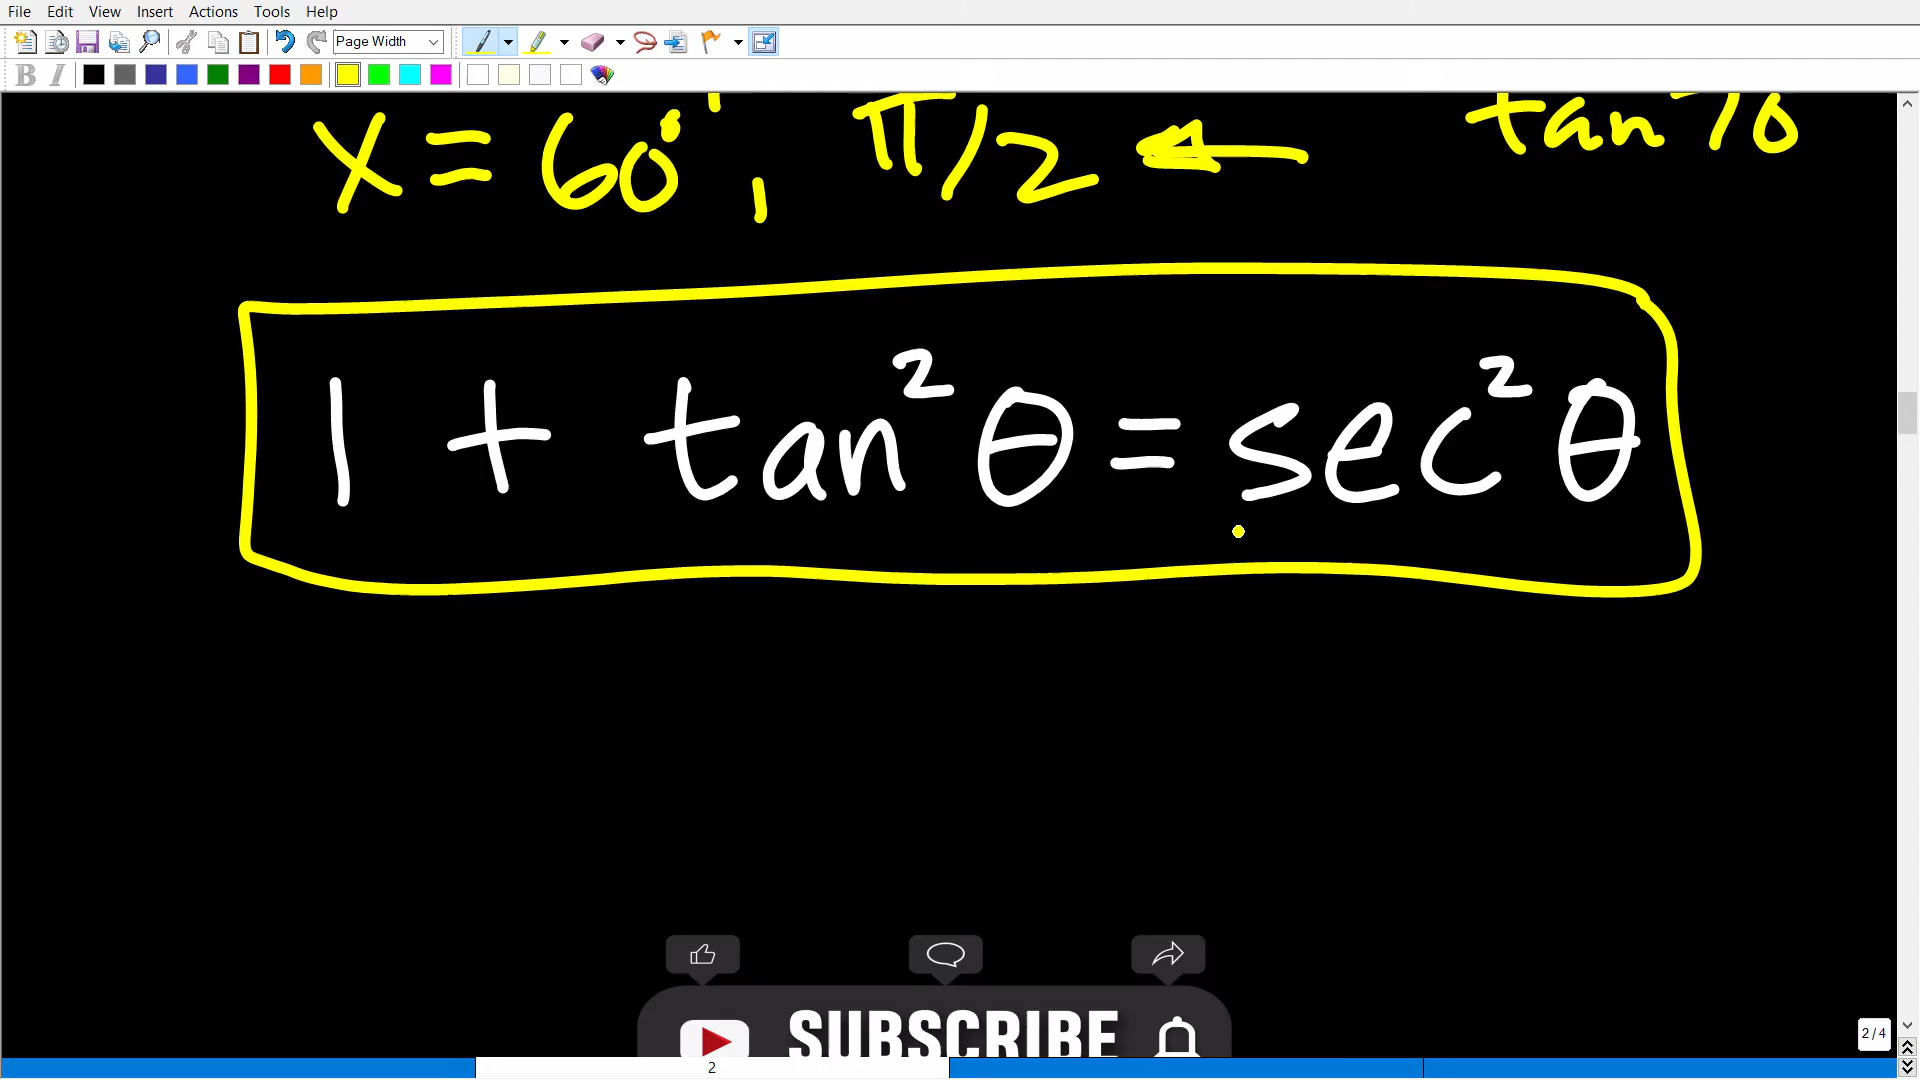 File Edit View Insert Actions Tools Help
Page Width
B I
x = 60°, π/2 ←
1 + tan²θ = sec²θ
SUBSCRIBE
2 / 4
2